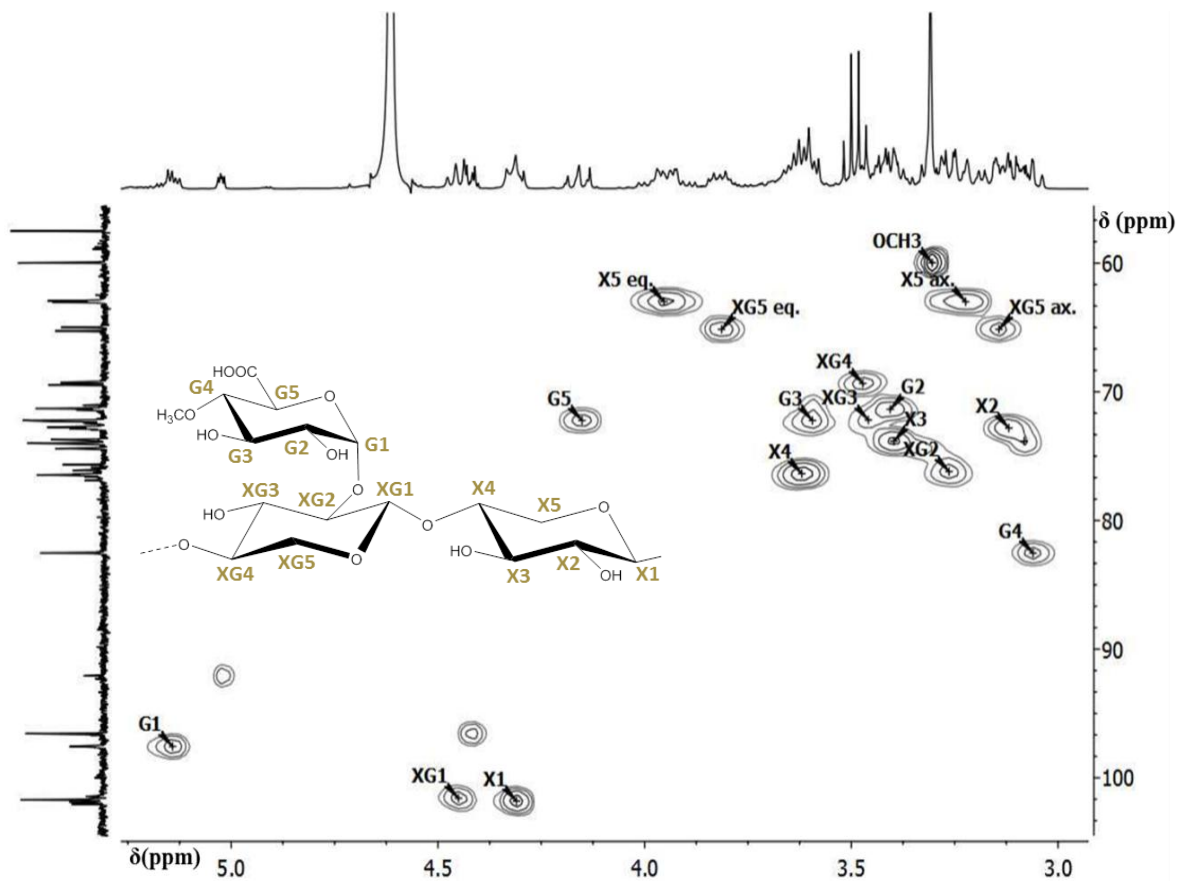 δ (ppm)
OCH3
60
X5 eq.
X5 ax.
XG5 eq.
XG5 ax.
XG4
70
HOOC
G4
G5
O
G5
G3
XG3
G2
X2
H3CO
X3
HO
G2
G3
OH
G1
X4
XG2
O
XG3
XG2
XG1
X4
X5
O
80
HO
O
G4
O
O
HO
X2
XG4
XG5
X3
OH
X1
90
G1
XG1
X1
100
δ(ppm)
5.0
4.5
4.0
3.5
3.0